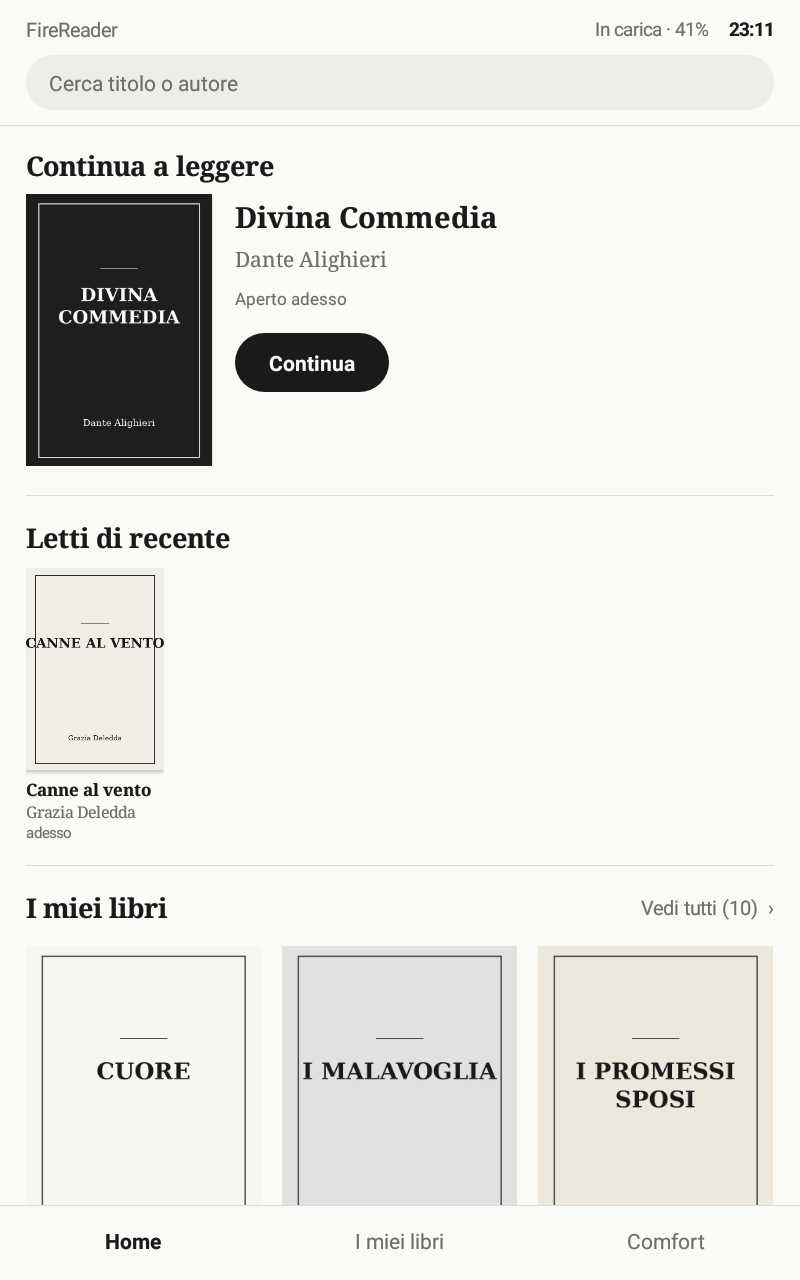 FireReader
In carica · 41% 23:11
Cerca titolo o autore
Continua a leggere
DIVINA
COMMEDIA
Dante Alighieri
Divina Commedia
Dante Alighieri
Aperto adesso
Continua
Letti di recente
CANNE AL VENTO
Grazia Deledda
Canne al vento
Grazia Deledda
adesso
I miei libri
Vedi tutti (10) ›
CUORE
I MALAVOGLIA
I PROMESSI
SPOSI
Home
I miei libri
Comfort